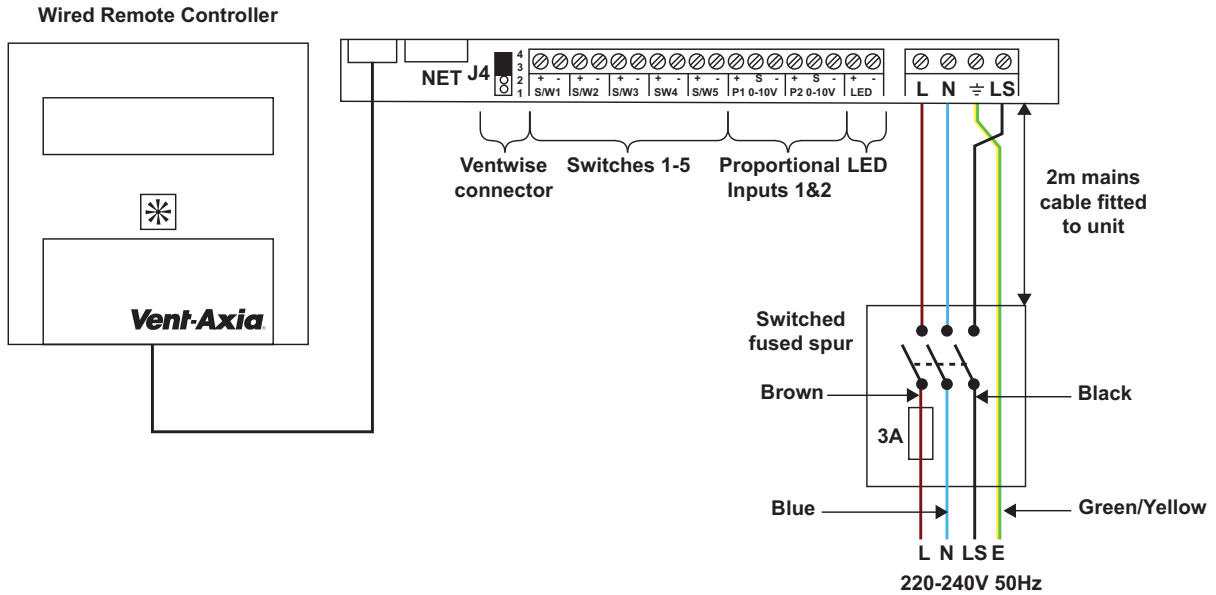 Wired Remote Controller
Vent-Axia
NET J4
4
3
2
1
+ - + - + - + - + - + S - + S - + -
S/W1 S/W2 S/W3 SW4 S/W5 P1 0-10V P2 0-10V LED
L N LS
Ventwise
connector
Switches 1-5
Proportional
Inputs 1&2
LED
2m mains
cable fitted
to unit
Switched
fused spur
Brown
Black
3A
Blue
Green/Yellow
L N LS E
220-240V 50Hz